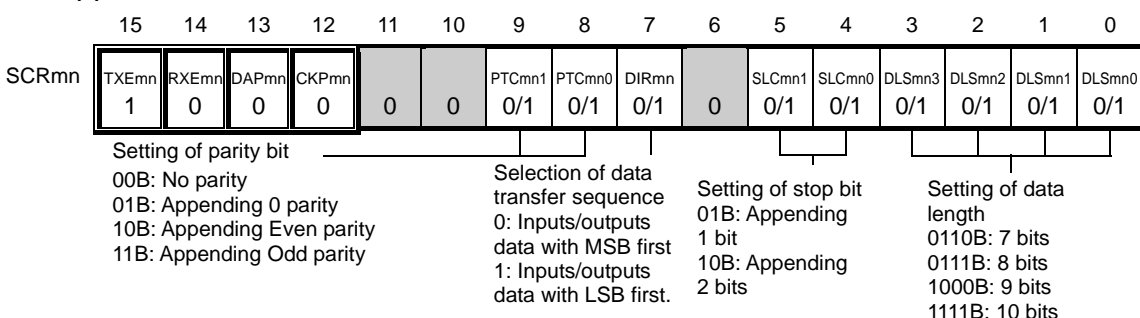 15 14 13 12 11 10 9 8 7 6 5 4 3 2 1 0
SCRmn
TXEmn RXEmn DAPmn CKPmn PTCmn1 PTCmn0 DIRmn SLCmn1 SLCmn0 DLSmn3 DLSmn2 DLSmn1 DLSmn0
1 0 0 0 0 0 0/1 0/1 0/1 0 0/1 0/1 0/1 0/1 0/1 0/1
Setting of parity bit
00B: No parity
01B: Appending 0 parity
10B: Appending Even parity
11B: Appending Odd parity
Selection of data
transfer sequence
0: Inputs/outputs
data with MSB first
1: Inputs/outputs
data with LSB first.
Setting of stop bit
01B: Appending
1 bit
10B: Appending
2 bits
Setting of data
length
0110B: 7 bits
0111B: 8 bits
1000B: 9 bits
1111B: 10 bits